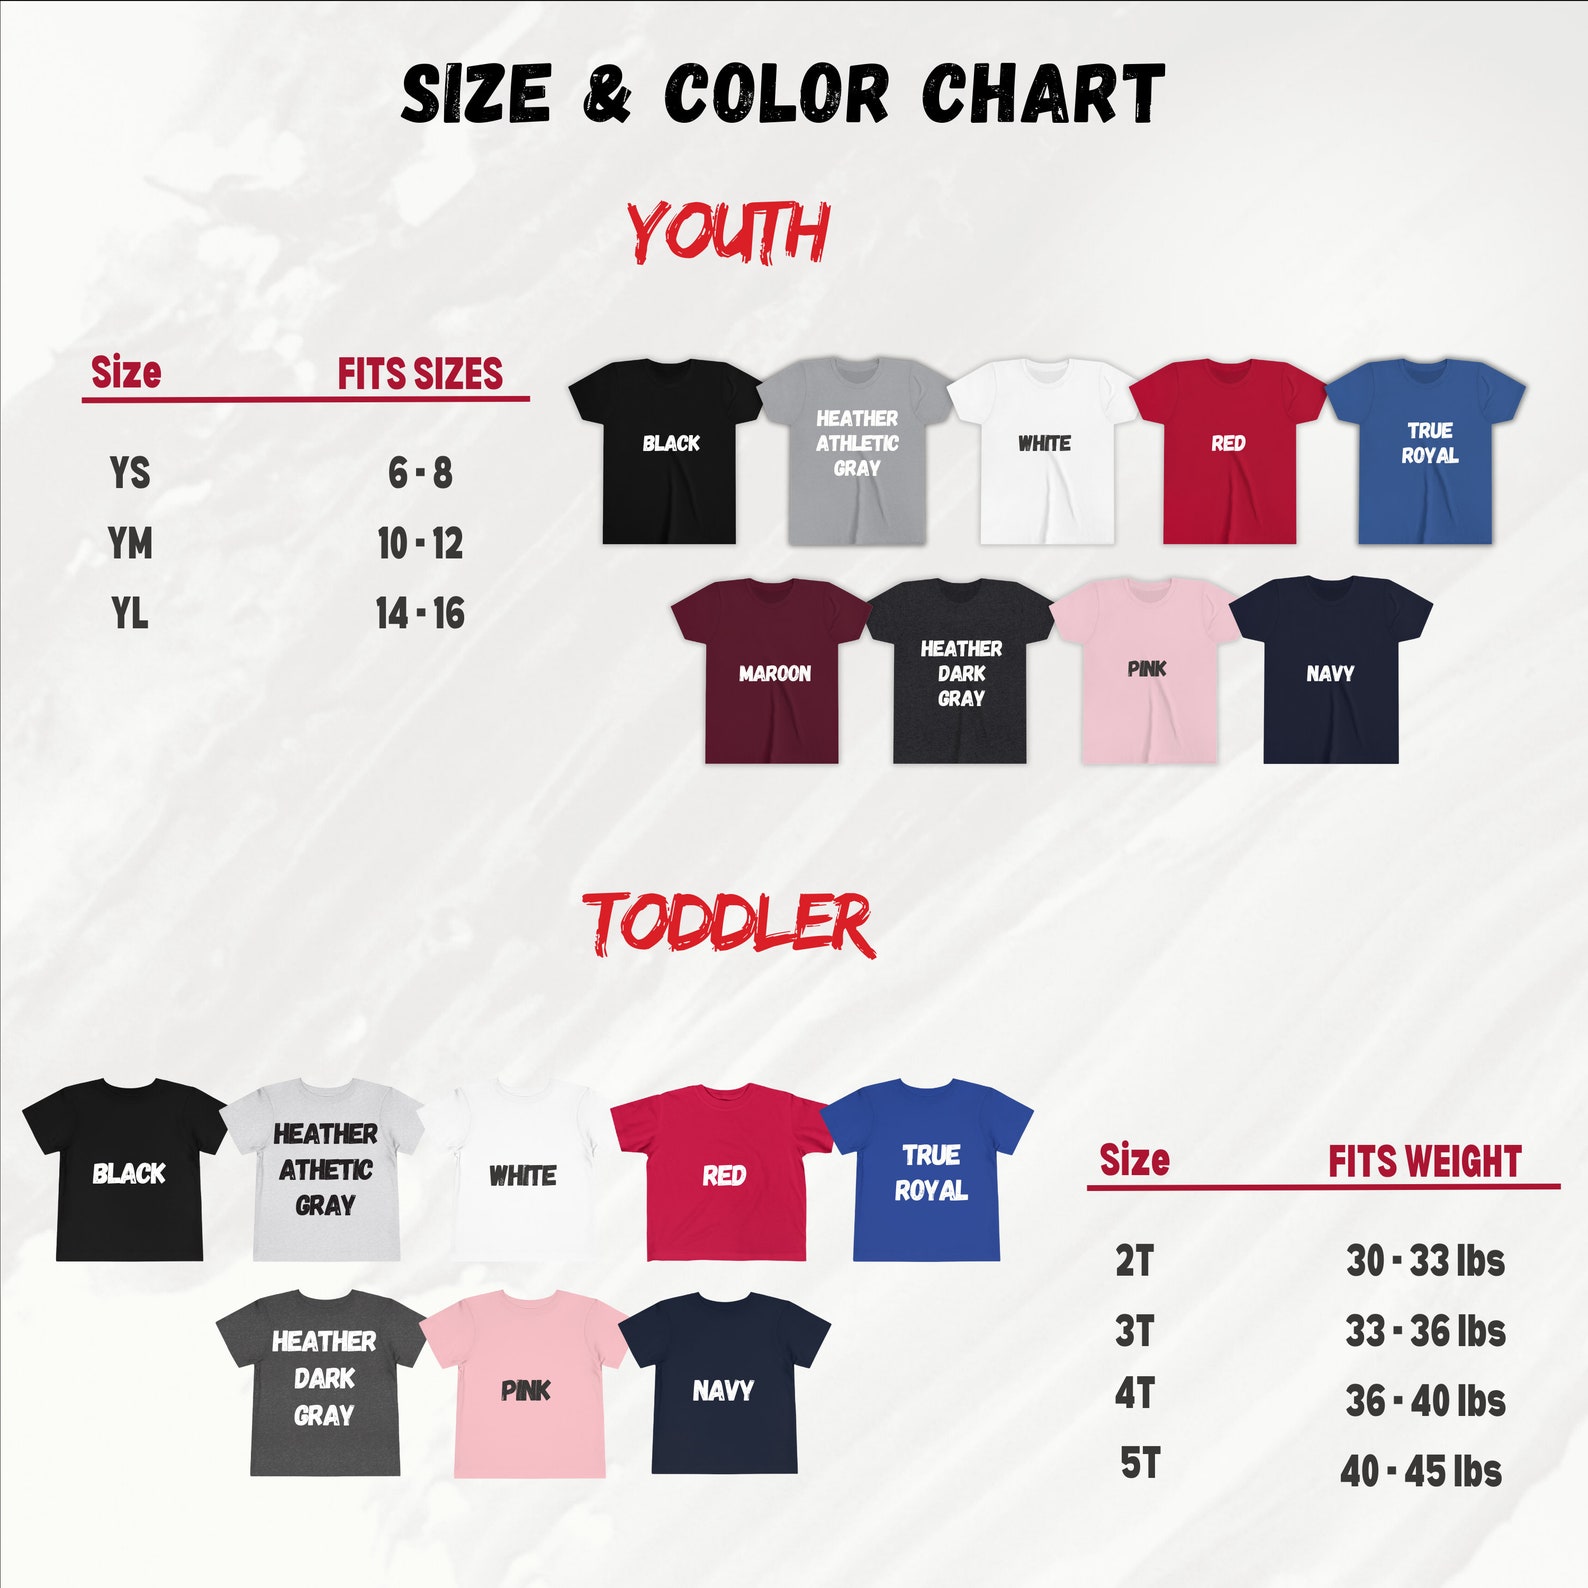 SIZE & COLOR CHART
YOUTH
Size FITS SIZES
YS 6 - 8
YM 10 - 12
YL 14 - 16
BLACK
HEATHER
ATHLETIC
GRAY
WHITE
RED
TRUE
ROYAL
MAROON
HEATHER
DARK
GRAY
PINK
NAVY
TODDLER
BLACK
HEATHER
ATHETIC
GRAY
WHITE
RED
TRUE
ROYAL
HEATHER
DARK
GRAY
PINK
NAVY
Size FITS WEIGHT
2T 30 - 33 lbs
3T 33 - 36 lbs
4T 36 - 40 lbs
5T 40 - 45 lbs